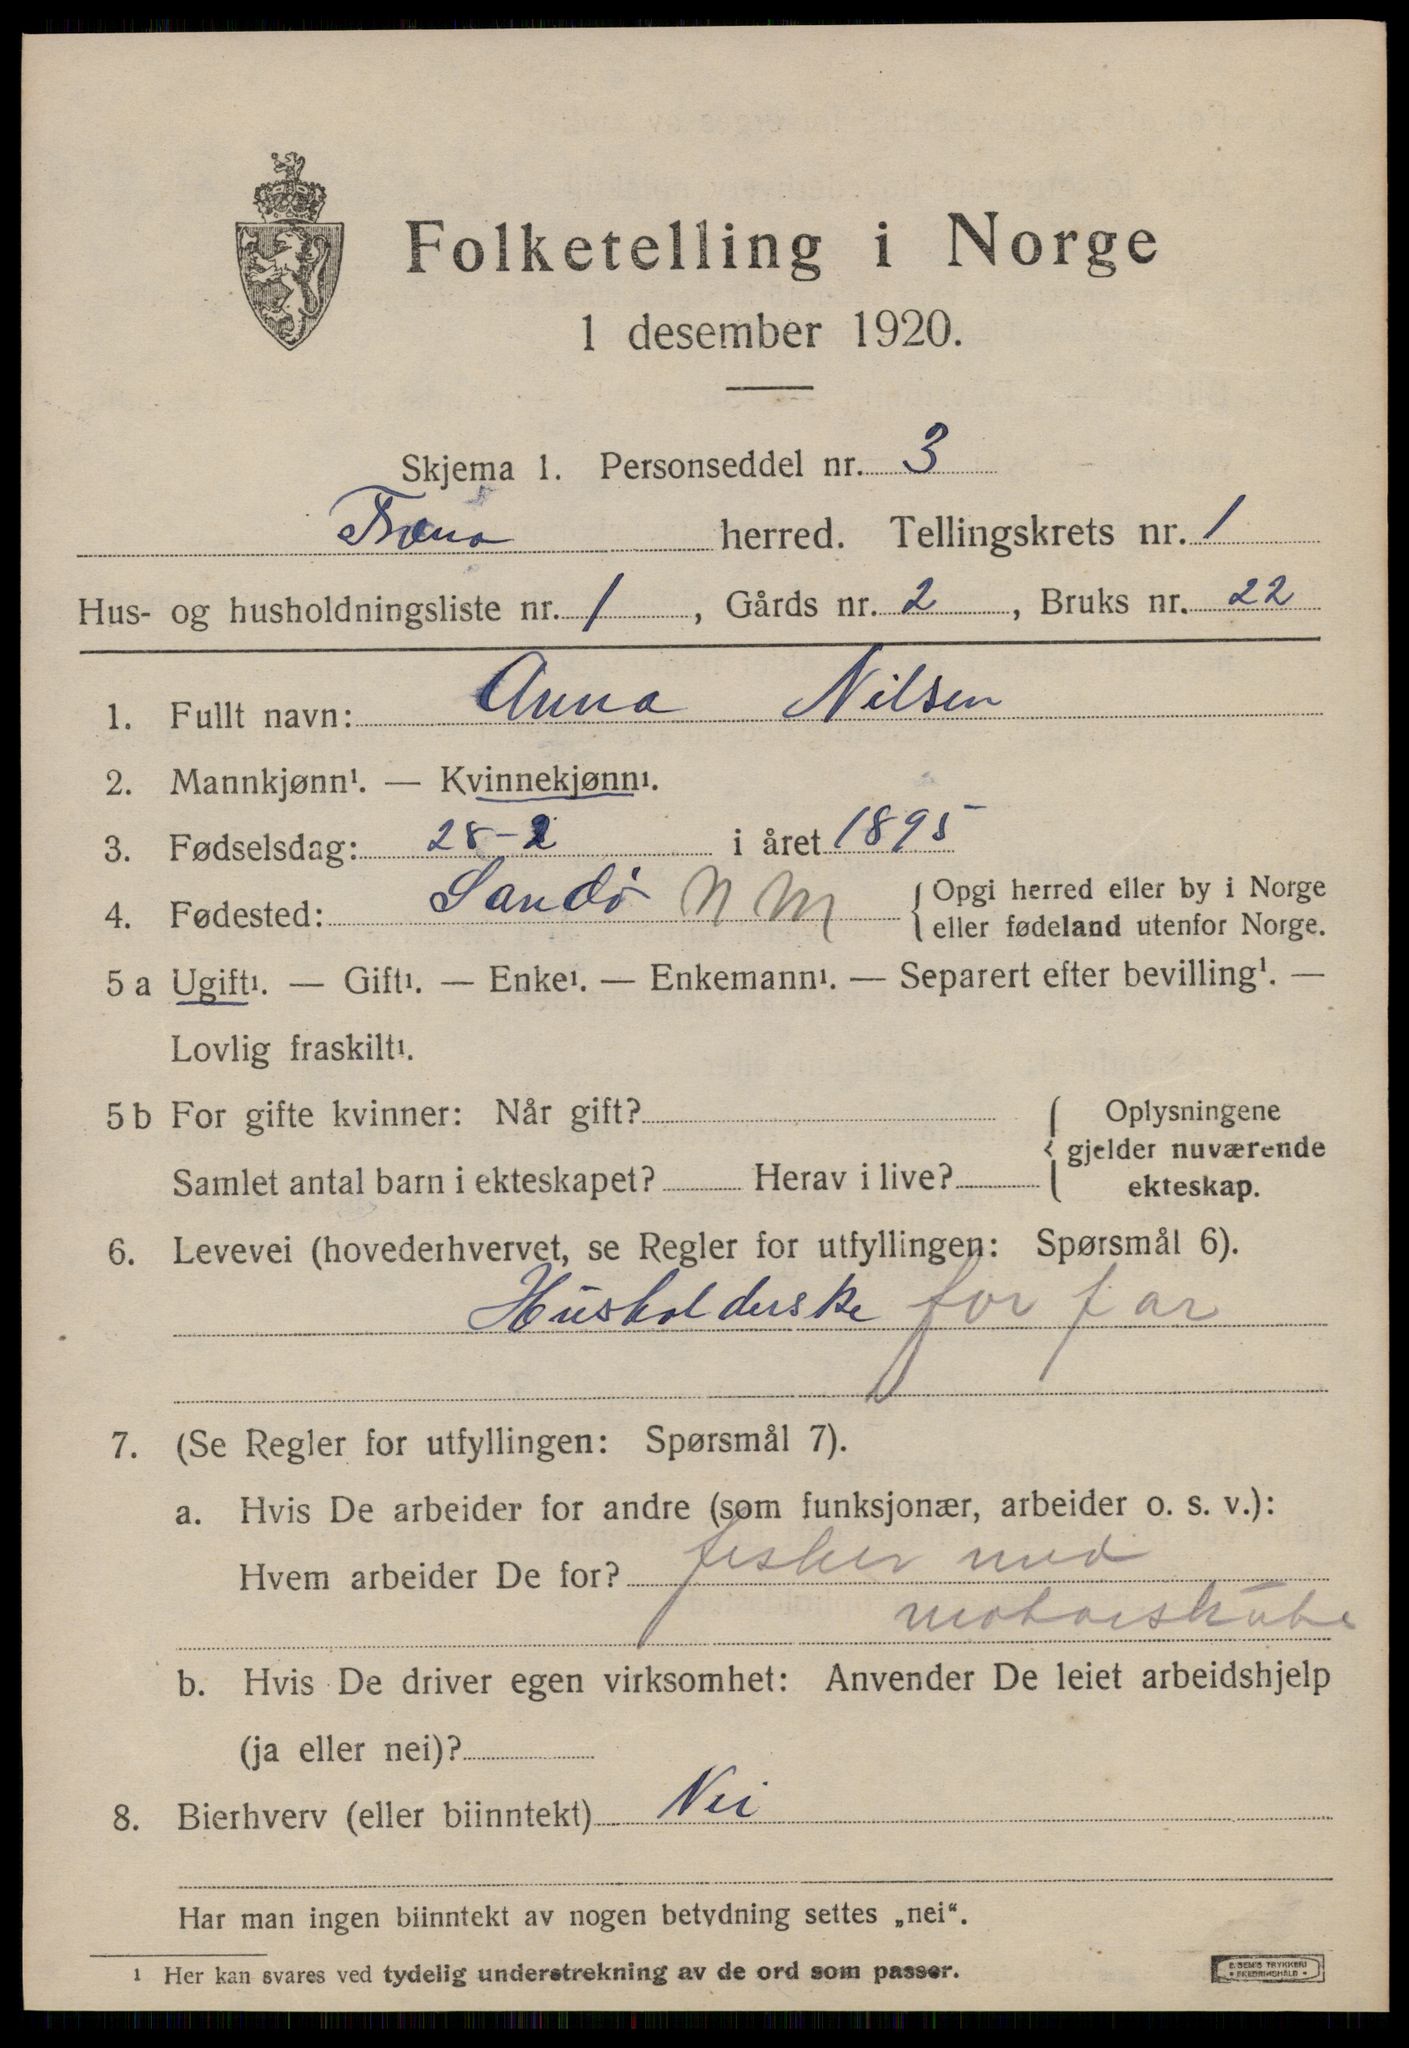 Folketelling i Norge
1 desember 1920.
Skjema 1. Personseddel nr. 3
Træna herred. Tellingskrets nr. 1
Hus- og husholdningsliste nr. 1, Gårds nr. 2, Bruks nr. 22
1. Fullt navn: Anna Nilsen
2. Mannkjønn¹. — Kvinnekjønn¹.
3. Fødselsdag: 28-2 i året 1895
4. Fødested: Sandö N M { Opgi herred eller by i Norge
eller fødeland utenfor Norge.
5 a Ugift¹. — Gift¹. — Enke¹. — Enkemann¹. — Separert efter bevilling¹. —
Lovlig fraskilt¹.
5 b For gifte kvinner: Når gift? { Oplysningene
gjelder nuværende
Samlet antal barn i ekteskapet? Herav i live? ekteskap.
6. Levevei (hovederhvervet, se Regler for utfyllingen: Spørsmål 6).
Husholderske for far
7. (Se Regler for utfyllingen: Spørsmål 7).
a. Hvis De arbeider for andre (som funksjonær, arbeider o. s. v.):
Hvem arbeider De for? fisker med
motorskøite
b. Hvis De driver egen virksomhet: Anvender De leiet arbeidshjelp
(ja eller nei)?
8. Bierhverv (eller biinntekt) Nei
Har man ingen biinntekt av nogen betydning settes „nei“.
¹ Her kan svares ved tydelig understrekning av de ord som passer.
E. SEM'S TRYKKERI
FREDRIKSHALD